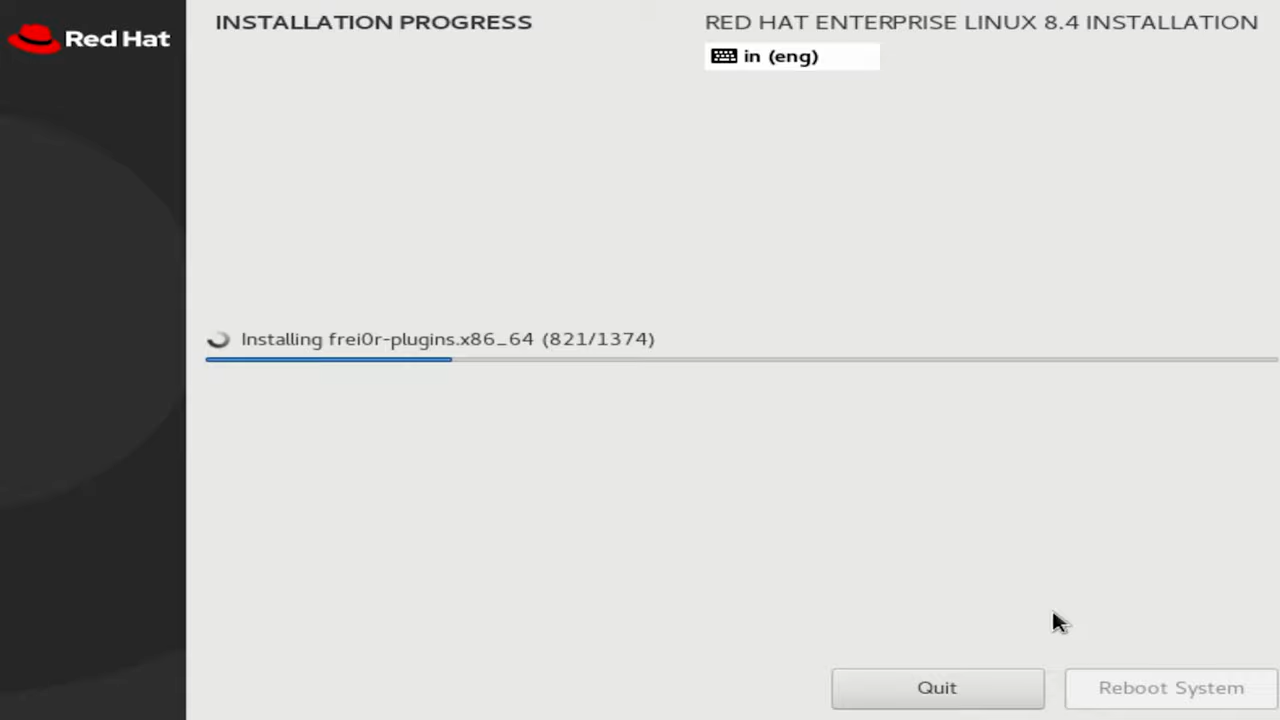 Red Hat
INSTALLATION PROGRESS
RED HAT ENTERPRISE LINUX 8.4 INSTALLATION
in (eng)
Installing frei0r-plugins.x86_64 (821/1374)
Quit
Reboot System